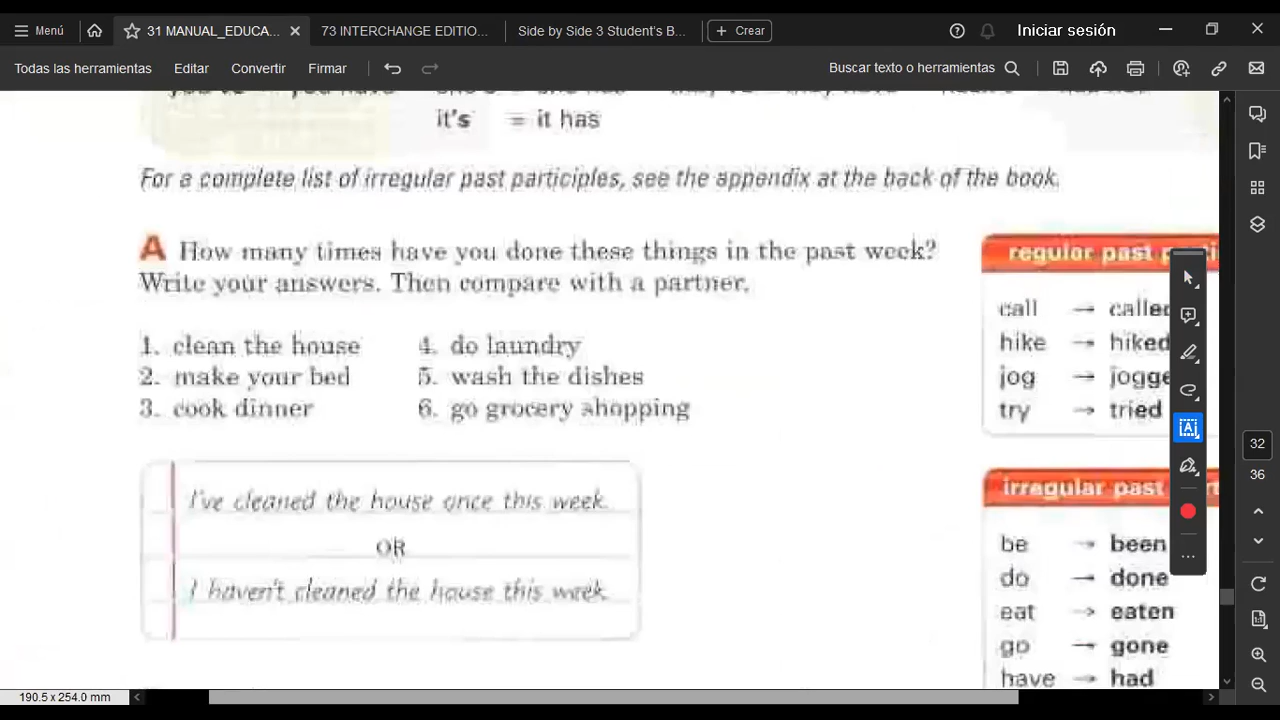 Menú
31 MANUAL_EDUCA...
73 INTERCHANGE EDITIO...
Side by Side 3 Student's B...
Crear
Iniciar sesión
Todas las herramientas
Editar
Convertir
Firmar
Buscar texto o herramientas
it's = it has
For a complete list of irregular past participles, see the appendix at the back of the book.
A How many times have you done these things in the past week?
Write your answers. Then compare with a partner.
1. clean the house
2. make your bed
3. cook dinner
4. do laundry
5. wash the dishes
6. go grocery shopping
I've cleaned the house once this week.
OR
I haven't cleaned the house this week.
regular past
call → called
hike → hiked
jog → jogge
try → tried
irregular past
be → been
do → done
eat → eaten
go → gone
have → had
32
36
190.5 x 254.0 mm